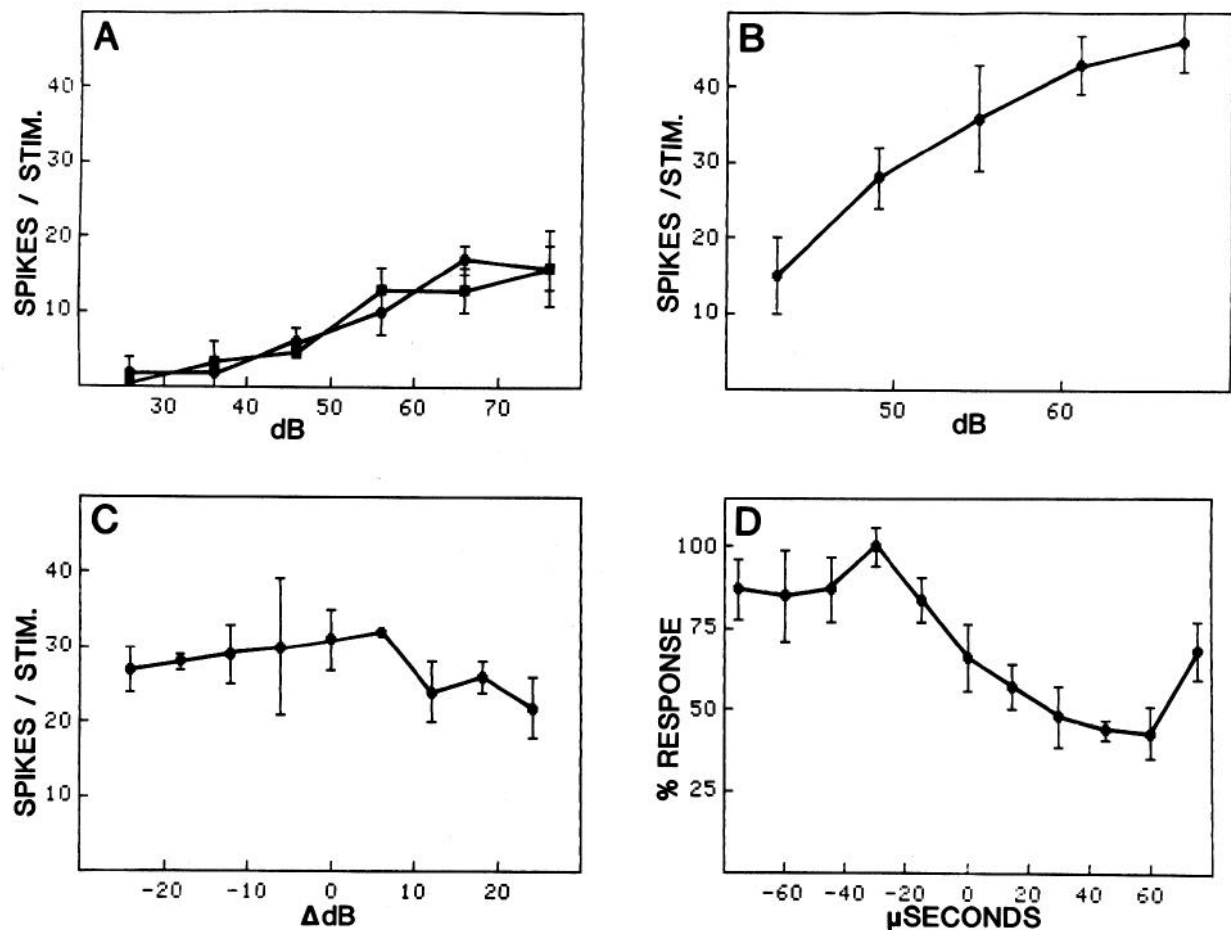 A
SPIKES / STIM.
40
30
20
10
30 40 50 60 70
dB
B
SPIKES /STIM.
40
30
20
10
50 60
dB
C
SPIKES / STIM.
40
30
20
10
-20 -10 0 10 20
ΔdB
D
% RESPONSE
100
75
50
25
-60 -40 -20 0 20 40 60
µSECONDS